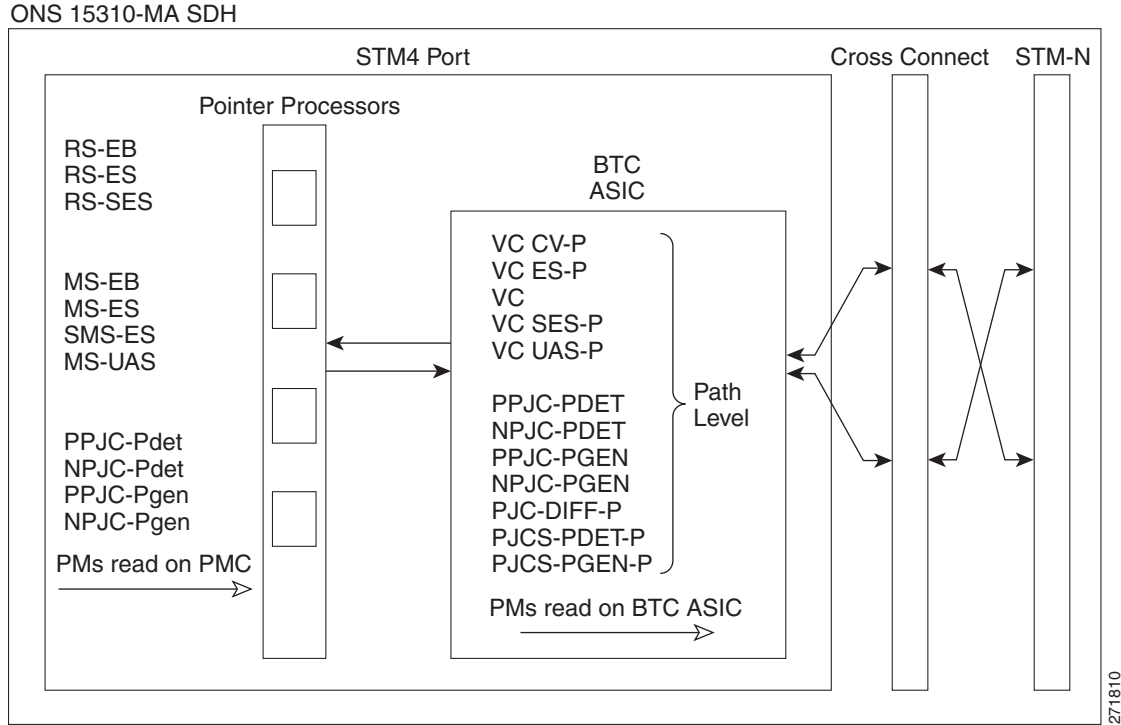 ONS 15310-MA SDH
STM4 Port
Cross Connect
STM-N
Pointer Processors
RS-EB
RS-ES
RS-SES
MS-EB
MS-ES
SMS-ES
MS-UAS
PPJC-Pdet
NPJC-Pdet
PPJC-Pgen
NPJC-Pgen
PMs read on PMC
BTC
ASIC
VC CV-P
VC ES-P
VC
VC SES-P
VC UAS-P
PPJC-PDET
NPJC-PDET
PPJC-PGEN
NPJC-PGEN
PJC-DIFF-P
PJCS-PDET-P
PJCS-PGEN-P
Path
Level
PMs read on BTC ASIC
271810